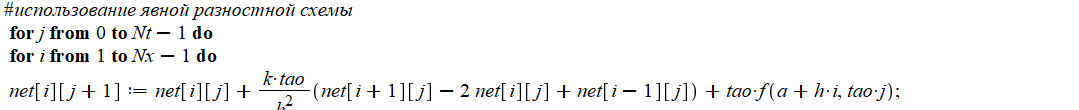 #использование явной разностной схемы
for j from 0 to Nt − 1 do
for i from 1 to Nx − 1 do
net[i][j + 1] := net[i][j] + \frac{k·tao}{h^2}(net[i + 1][j] − 2 net[i][j] + net[i − 1][j]) + tao·f(a + h·i, tao·j);